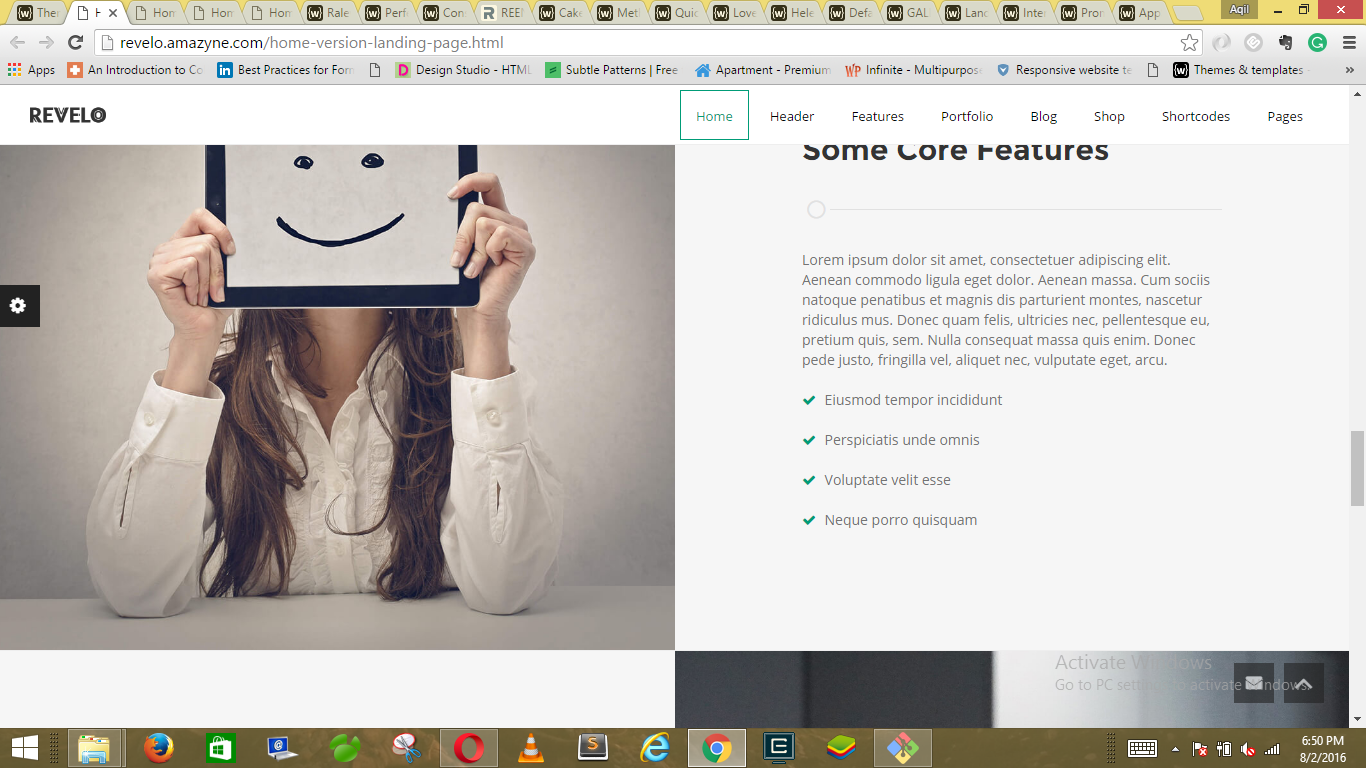 Ther
H
Hom
Hom
Hom
Rale
Perf
Con
REEI
Cake
Met
Quic
Love
Hele
Defa
GAL
Land
Inte
Pror
App
Aqil
revelo.amazyne.com/home-version-landing-page.html
Apps
An Introduction to Co
Best Practices for For
Design Studio - HTML
Subtle Patterns | Free
Apartment - Premium
Infinite - Multipurpos
Responsive website te
Themes & templates
REVELO
Home
Header
Features
Portfolio
Blog
Shop
Shortcodes
Pages
Some Core Features
Lorem ipsum dolor sit amet, consectetuer adipiscing elit.
Aenean commodo ligula eget dolor. Aenean massa. Cum sociis
natoque penatibus et magnis dis parturient montes, nascetur
ridiculus mus. Donec quam felis, ultricies nec, pellentesque eu,
pretium quis, sem. Nulla consequat massa quis enim. Donec
pede justo, fringilla vel, aliquet nec, vulputate eget, arcu.
Eiusmod tempor incididunt
Perspiciatis unde omnis
Voluptate velit esse
Neque porro quisquam
Activate Windows
Go to PC settings to activate Windows.
6:50 PM
8/2/2016